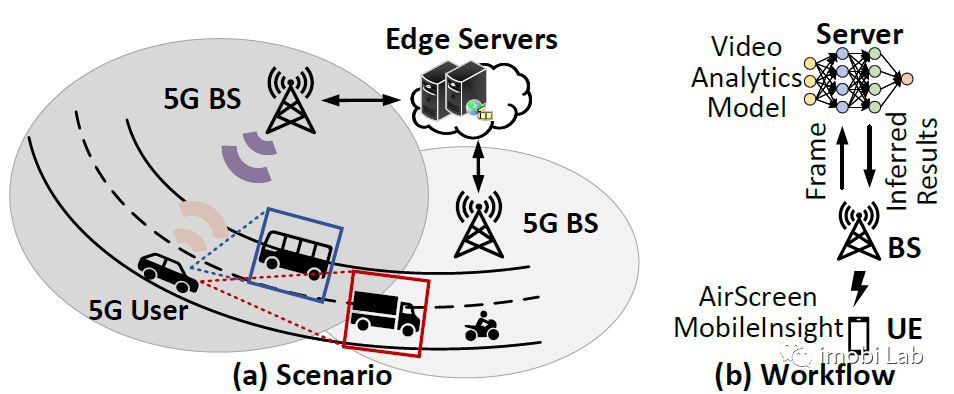 Edge Servers
5G BS
5G BS
5G User
(a) Scenario
Server
Video
Analytics
Model
Frame
Inferred
Results
BS
AirScreen
MobileInsight
UE
imobi Lab
(b) Workflow